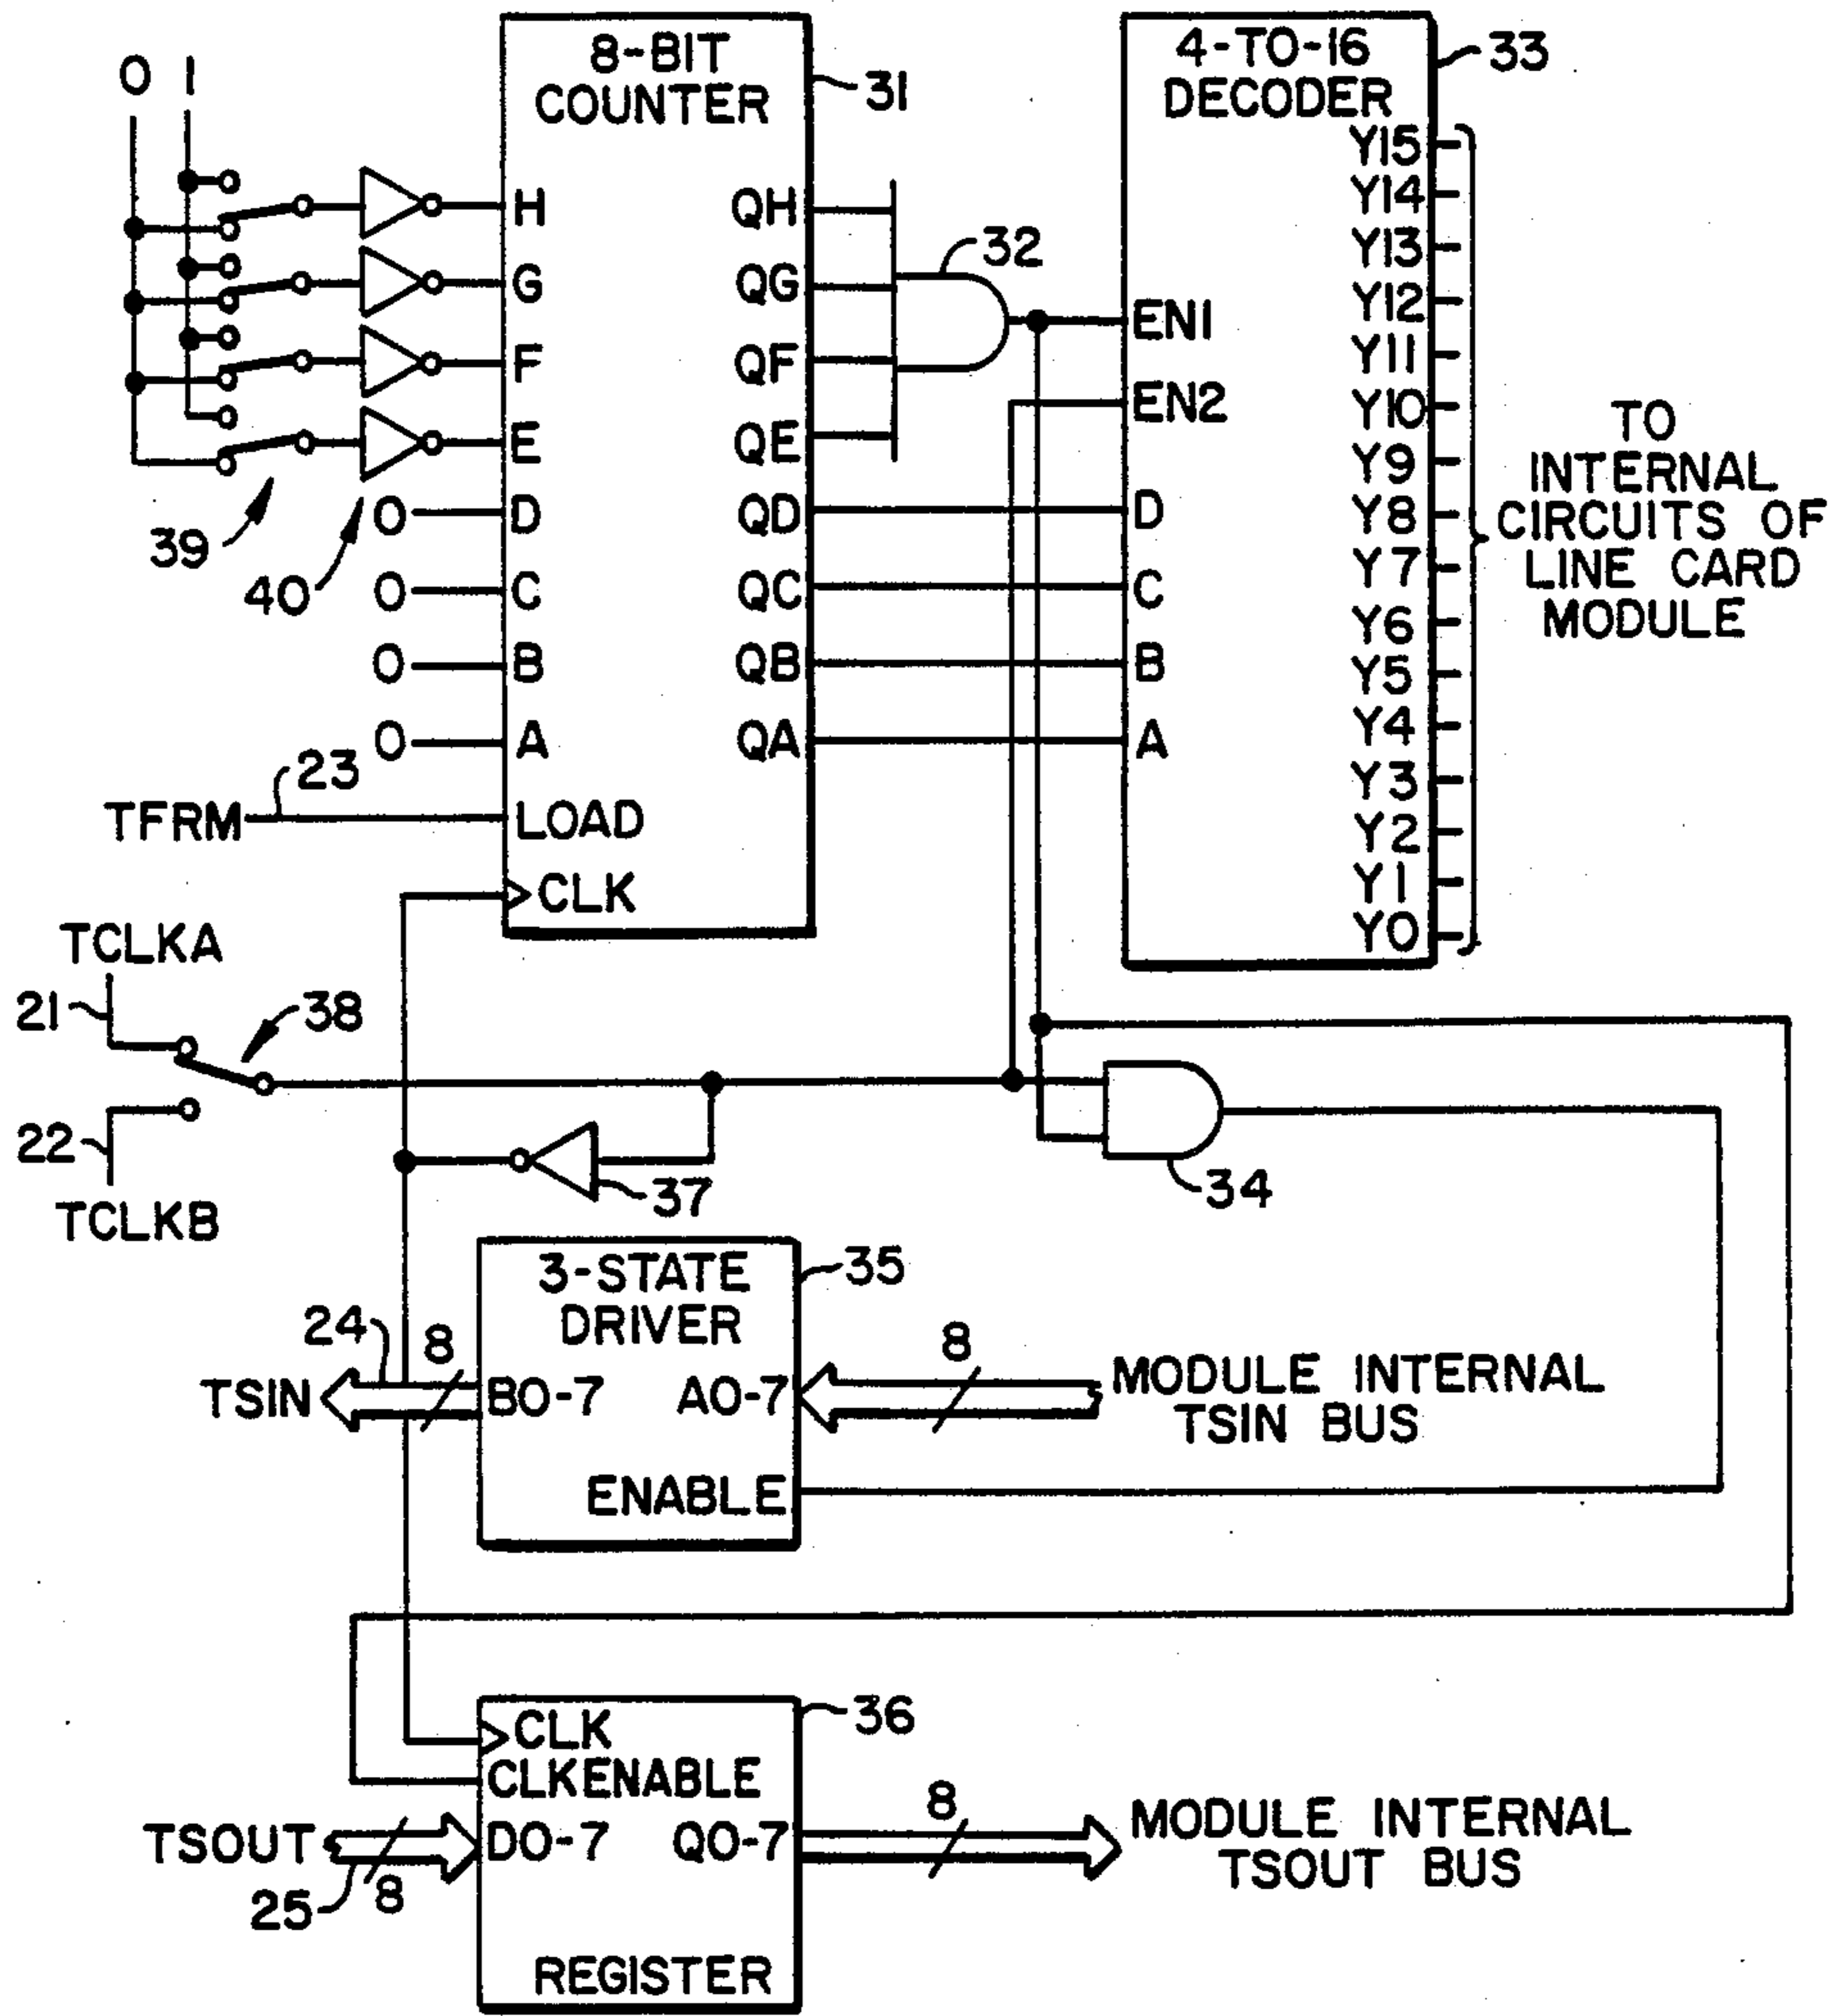 0 1
8-BIT
COUNTER
31
H
G
F
E
D
C
B
A
LOAD
CLK
QH
QG
QF
QE
QD
QC
QB
QA
0
0
0
0
39
40
TFRM
23
32
4-TO-16
DECODER
33
EN1
EN2
D
C
B
A
Y15
Y14
Y13
Y12
Y11
Y10
Y9
Y8
Y7
Y6
Y5
Y4
Y3
Y2
Y1
Y0
TO
INTERNAL
CIRCUITS OF
LINE CARD
MODULE
TCLKA
21
38
22
TCLKB
37
34
3-STATE
DRIVER
35
24
8
TSIN
BO-7
AO-7
8
MODULE INTERNAL
TSIN BUS
ENABLE
36
CLK
CLKENABLE
TSOUT
25
8
DO-7
QO-7
8
MODULE INTERNAL
TSOUT BUS
REGISTER